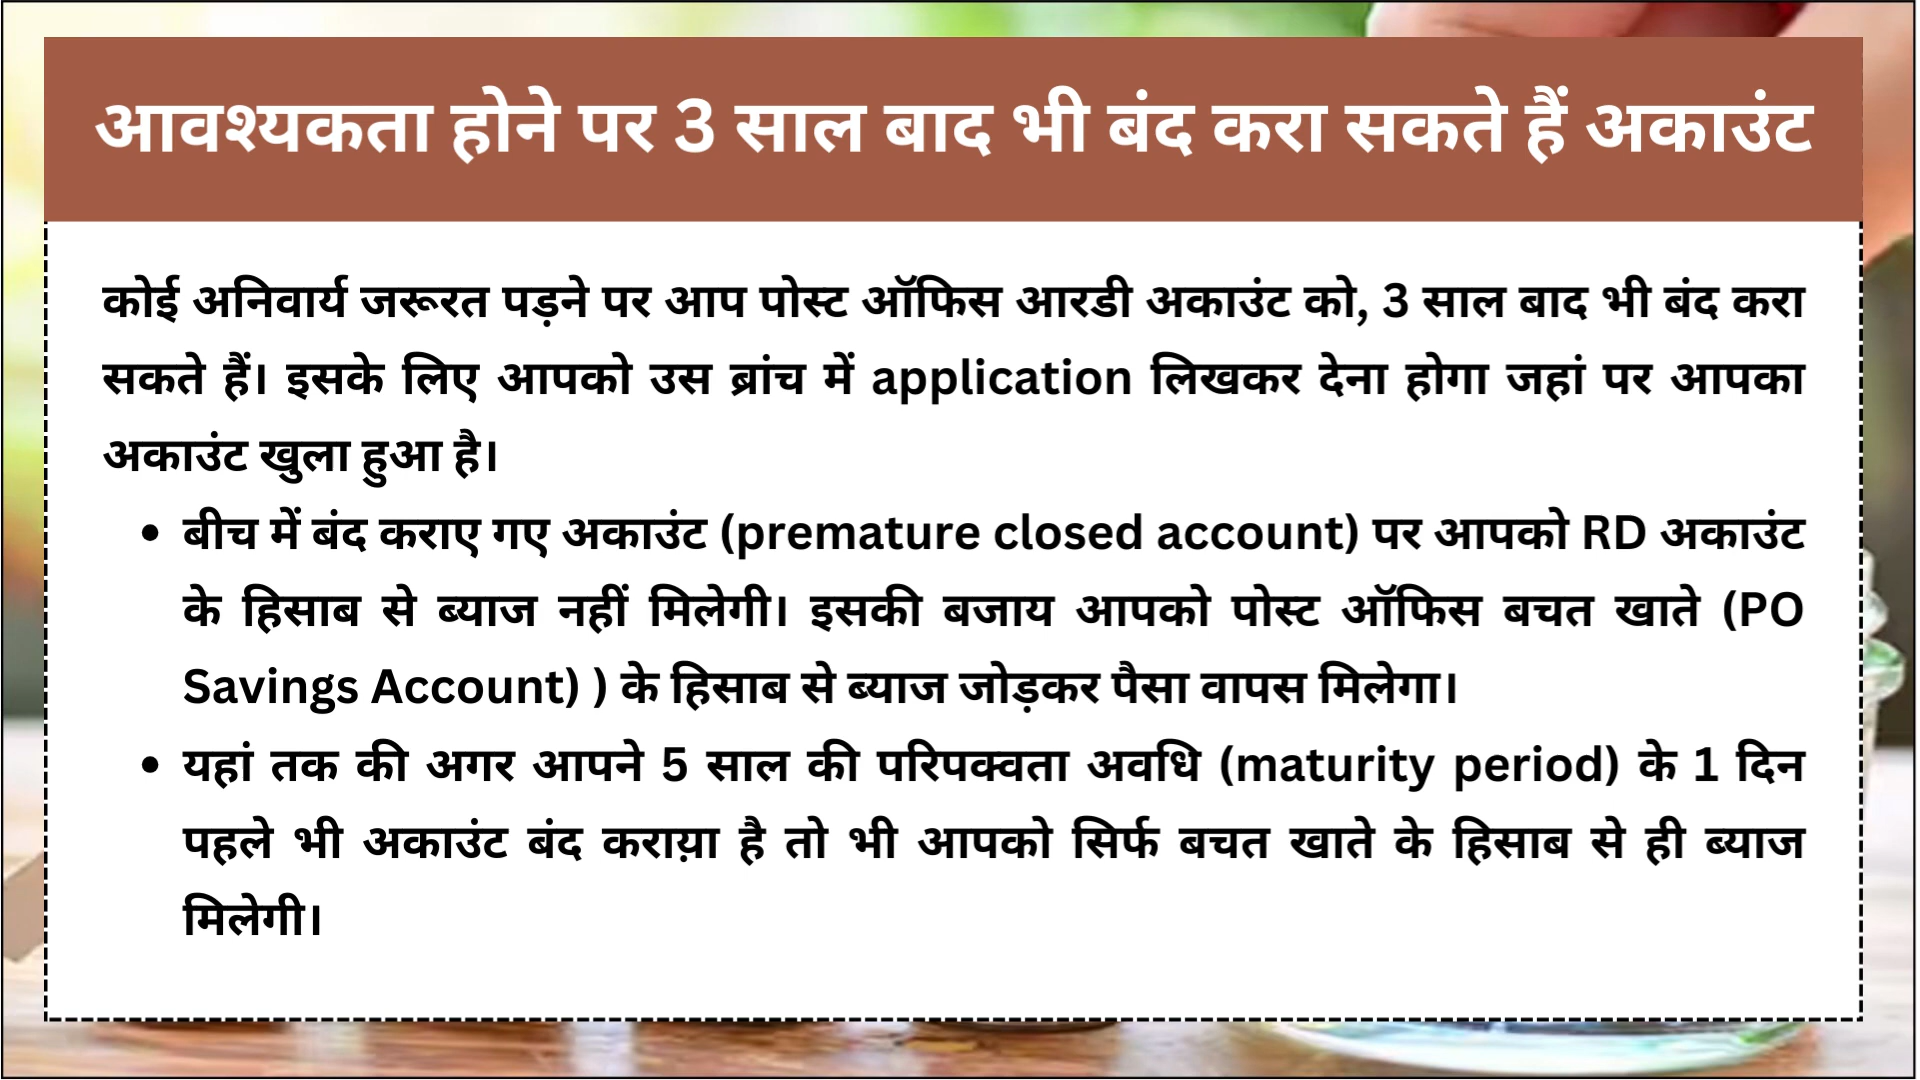 आवश्यकता होने पर 3 साल बाद भी बंद करा सकते हैं अकाउंट
कोई अनिवार्य जरूरत पड़ने पर आप पोस्ट ऑफिस आरडी अकाउंट को, 3 साल बाद भी बंद करा
सकते हैं। इसके लिए आपको उस ब्रांच में application लिखकर देना होगा जहां पर आपका
अकाउंट खुला हुआ है।
• बीच में बंद कराए गए अकाउंट (premature closed account) पर आपको RD अकाउंट
के हिसाब से ब्याज नहीं मिलेगी। इसकी बजाय आपको पोस्ट ऑफिस बचत खाते (PO
Savings Account) ) के हिसाब से ब्याज जोड़कर पैसा वापस मिलेगा।
• यहां तक की अगर आपने 5 साल की परिपक्वता अवधि (maturity period) के 1 दिन
पहले भी अकाउंट बंद कराय़ा है तो भी आपको सिर्फ बचत खाते के हिसाब से ही ब्याज
मिलेगी।